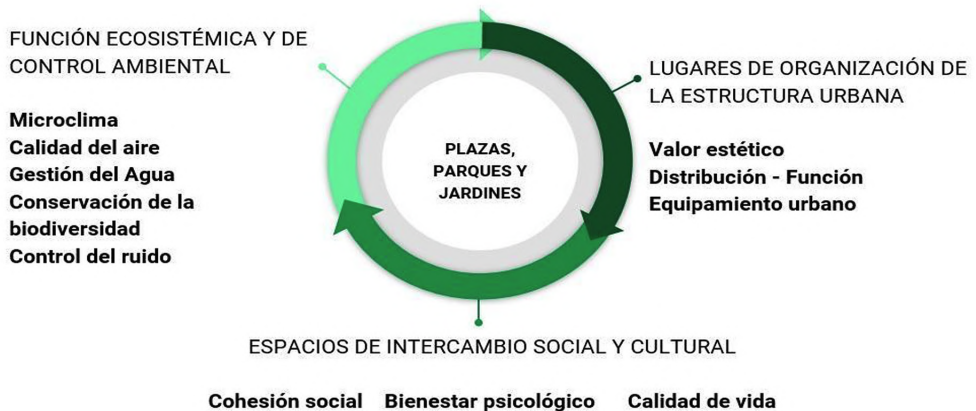 FUNCIÓN ECOSISTÉMICA Y DE
CONTROL AMBIENTAL
Microclima
Calidad del aire
Gestión del Agua
Conservación de la
biodiversidad
Control del ruido
PLAZAS,
PARQUES Y
JARDINES
LUGARES DE ORGANIZACIÓN DE
LA ESTRUCTURA URBANA
Valor estético
Distribución - Función
Equipamiento urbano
ESPACIOS DE INTERCAMBIO SOCIAL Y CULTURAL
Cohesión social Bienestar psicológico Calidad de vida